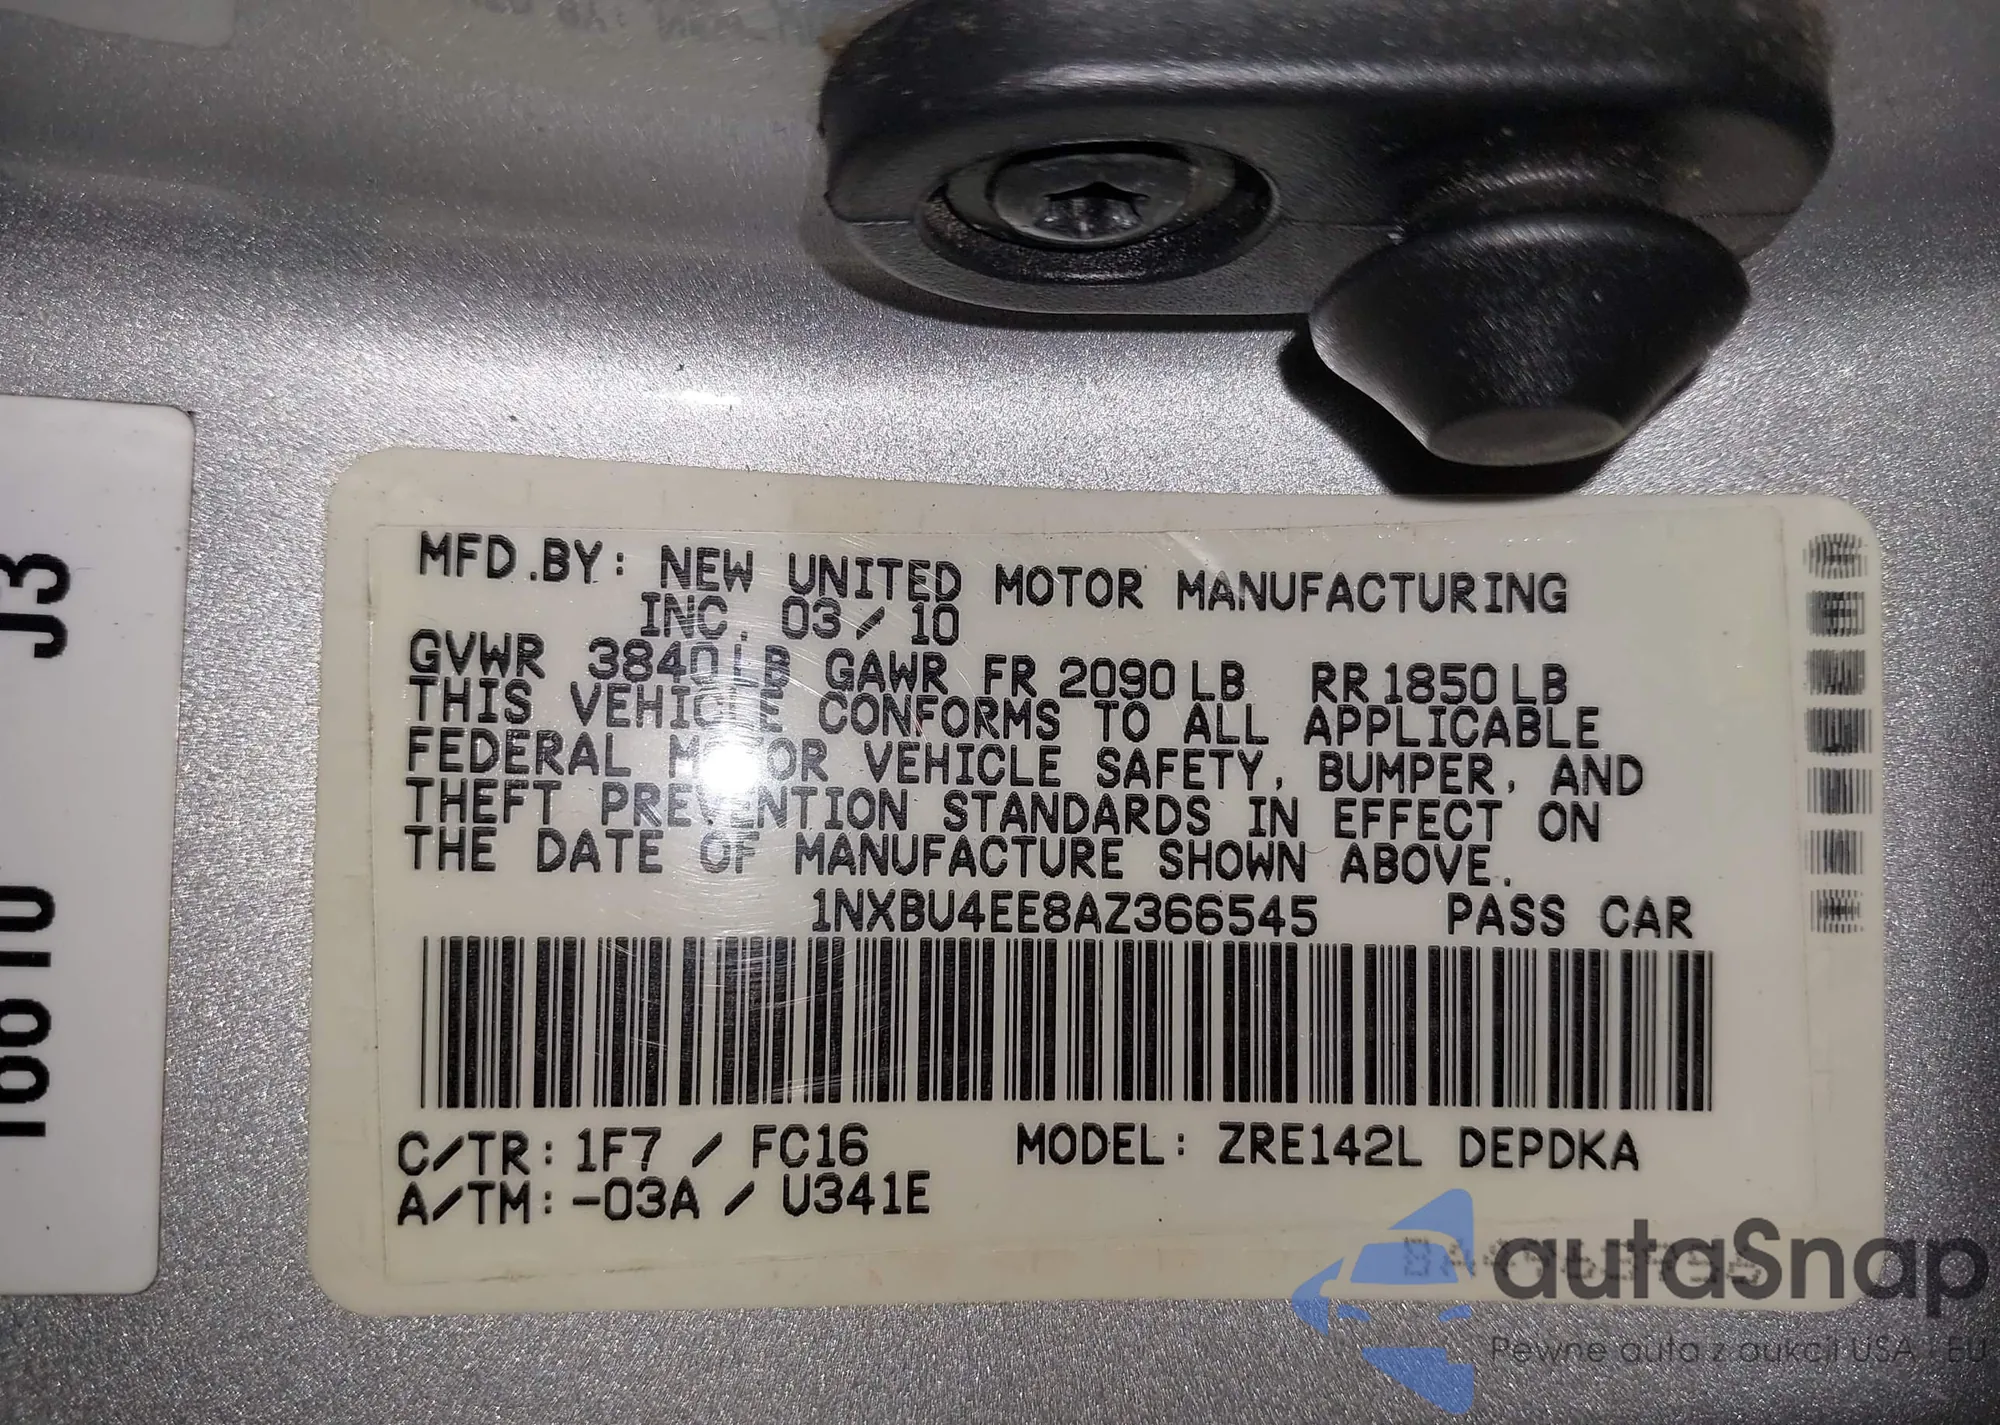 MFD.BY: NEW UNITED MOTOR MANUFACTURING
INC. 03/10
GVWR 3840LB GAWR FR 2090LB RR 1850LB
THIS VEHICLE CONFORMS TO ALL APPLICABLE
FEDERAL MOTOR VEHICLE SAFETY, BUMPER, AND
THEFT PREVENTION STANDARDS IN EFFECT ON
THE DATE OF MANUFACTURE SHOWN ABOVE.
1NXBU4EE8AZ366545 PASS CAR
C/TR: 1F7 / FC16 MODEL: ZRE142L DEPDKA
A/TM: -03A / U341E
J3
autaSnap
Pewne auta z aukcji USA i EU